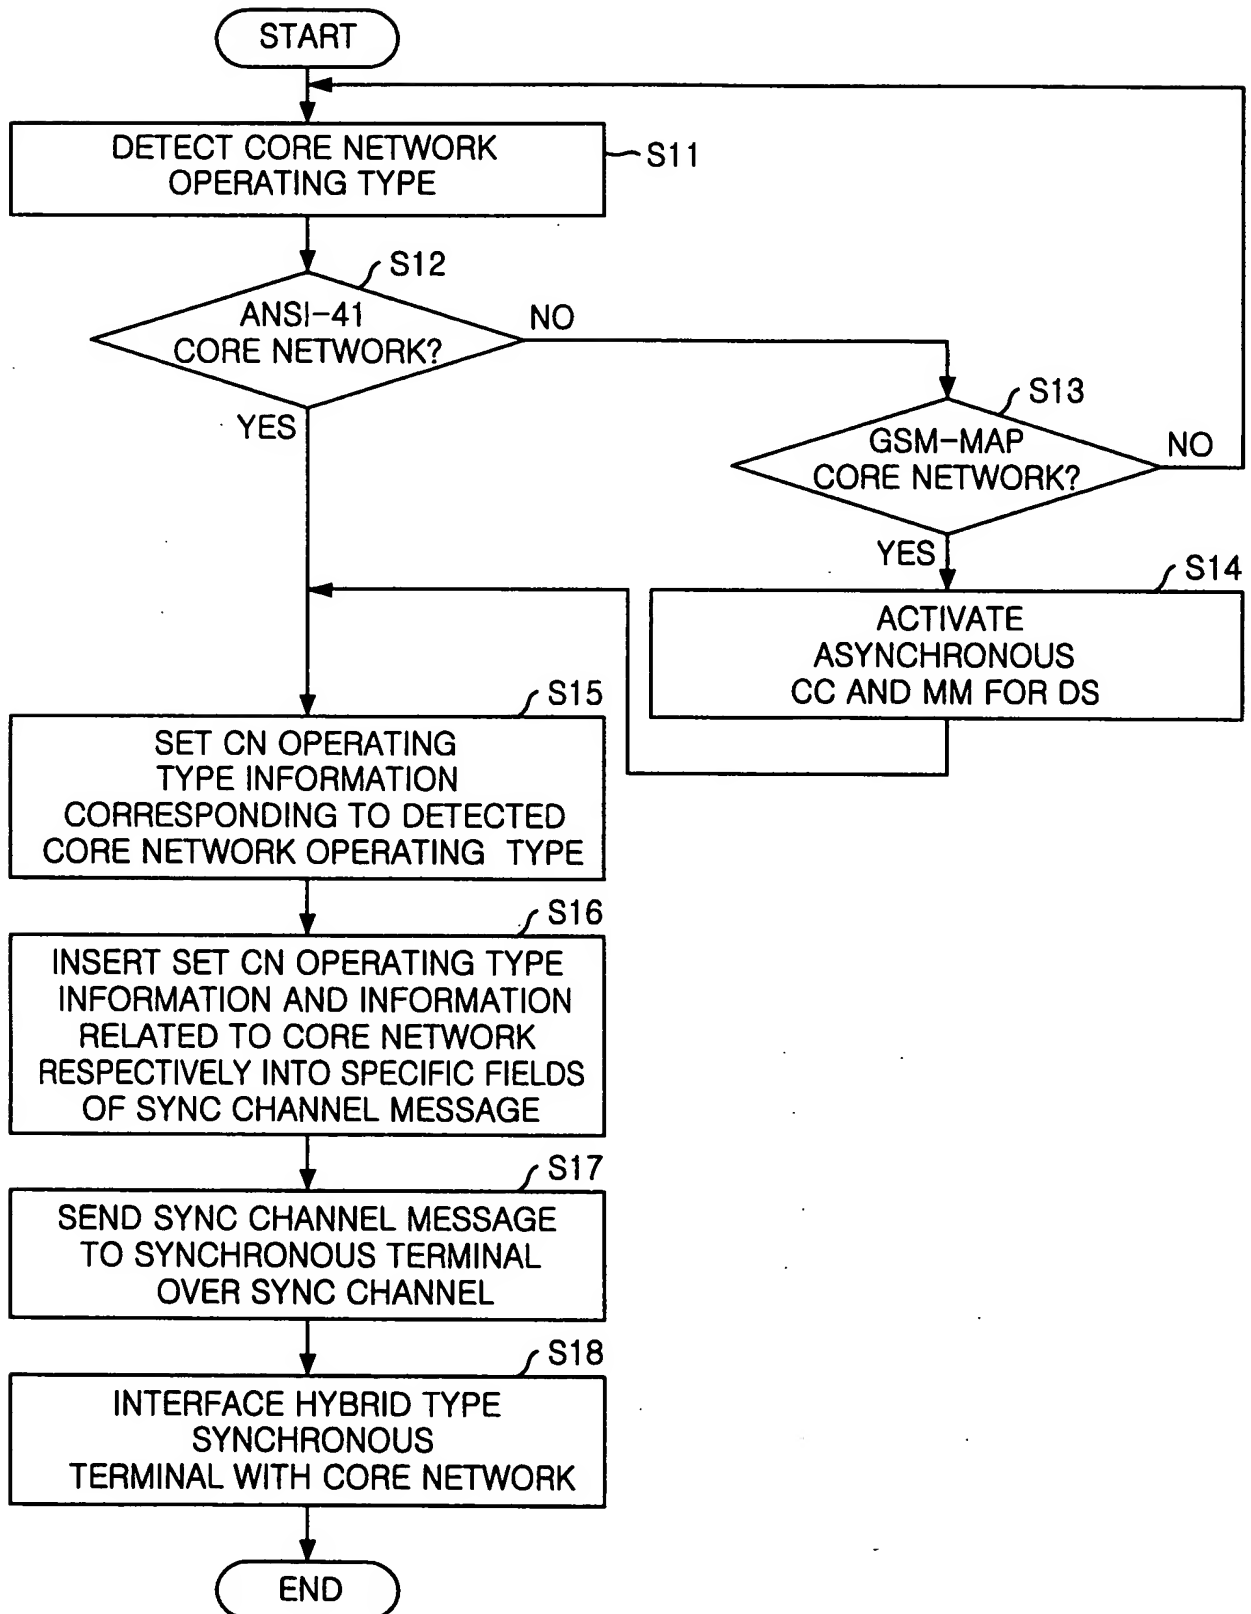 START
DETECT CORE NETWORK
OPERATING TYPE
S11
S12
ANSI-41
CORE NETWORK?
NO
YES
S13
GSM-MAP
CORE NETWORK?
NO
YES
S14
ACTIVATE
ASYNCHRONOUS
CC AND MM FOR DS
S15
SET CN OPERATING
TYPE INFORMATION
CORRESPONDING TO DETECTED
CORE NETWORK OPERATING TYPE
S16
INSERT SET CN OPERATING TYPE
INFORMATION AND INFORMATION
RELATED TO CORE NETWORK
RESPECTIVELY INTO SPECIFIC FIELDS
OF SYNC CHANNEL MESSAGE
S17
SEND SYNC CHANNEL MESSAGE
TO SYNCHRONOUS TERMINAL
OVER SYNC CHANNEL
S18
INTERFACE HYBRID TYPE
SYNCHRONOUS
TERMINAL WITH CORE NETWORK
END